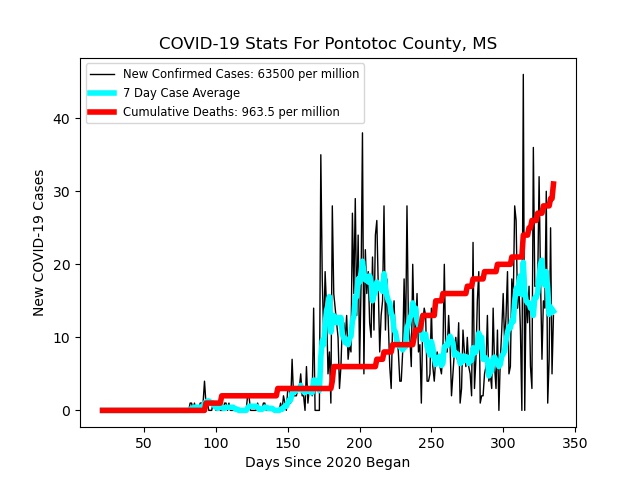 COVID-19 Stats For Pontotoc County, MS
New Confirmed Cases: 63500 per million
7 Day Case Average
Cumulative Deaths: 963.5 per million
New COVID-19 Cases
40
30
20
10
0
50 100 150 200 250 300 350
Days Since 2020 Began